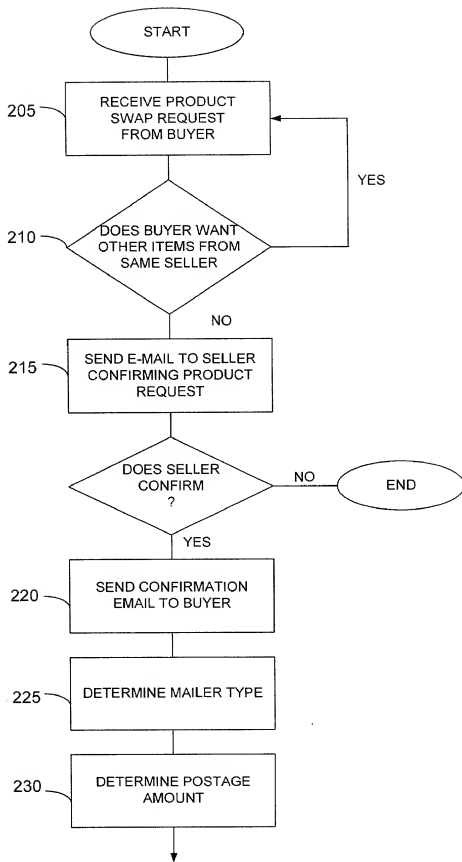 START
205
RECEIVE PRODUCT
SWAP REQUEST
FROM BUYER
YES
210
DOES BUYER WANT
OTHER ITEMS FROM
SAME SELLER
NO
215
SEND E-MAIL TO SELLER
CONFIRMING PRODUCT
REQUEST
DOES SELLER
CONFIRM
?
NO
END
YES
220
SEND CONFIRMATION
EMAIL TO BUYER
225
DETERMINE MAILER TYPE
230
DETERMINE POSTAGE
AMOUNT